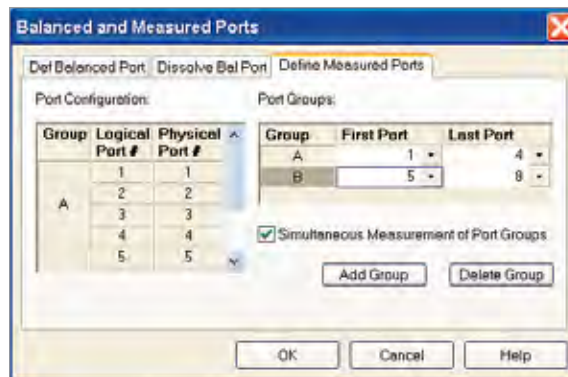 Balanced and Measured Ports
Def Balanced Port Dissolve Bal Port Define Measured Ports
Port Configuration: Port Groups:
Group Logical Port # Physical Port #
A
1 1
2 2
3 3
4 4
5 5
Group First Port Last Port
A 1 4
B 5 8
Simultaneous Measurement of Port Groups
Add Group Delete Group
OK Cancel Help